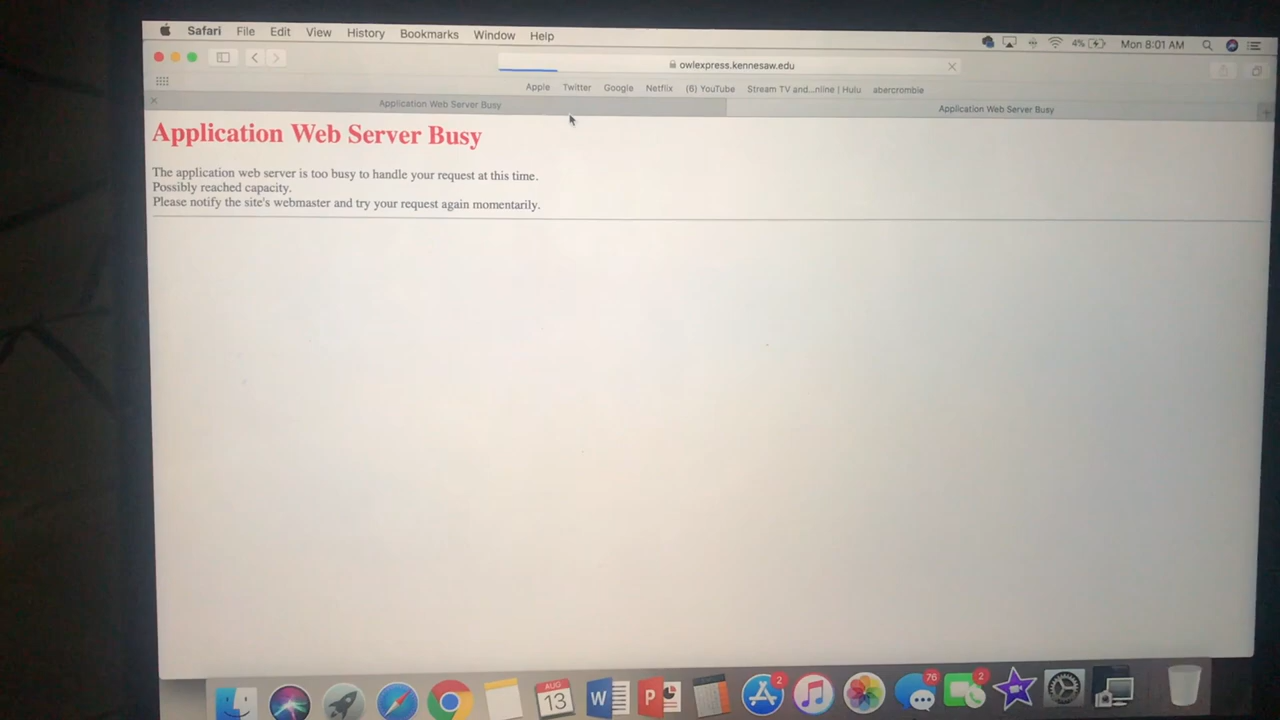 Safari File Edit View History Bookmarks Window Help
4% Mon 8:01 AM
owlexpress.kennesaw.edu
Apple Twitter Google Netflix (6) YouTube Stream TV and...nline | Hulu abercrombie
Application Web Server Busy
Application Web Server Busy
Application Web Server Busy
The application web server is too busy to handle your request at this time.
Possibly reached capacity.
Please notify the site's webmaster and try your request again momentarily.
AUG
13
W
P
2
76
2